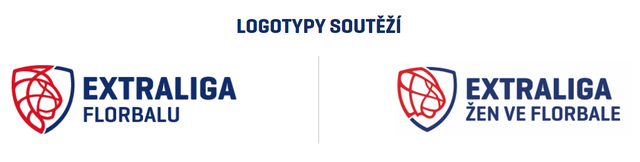 LOGOTYPY SOUTĚŽÍ
EXTRALIGA
FLORBALU
EXTRALIGA
ŽEN VE FLORBALE